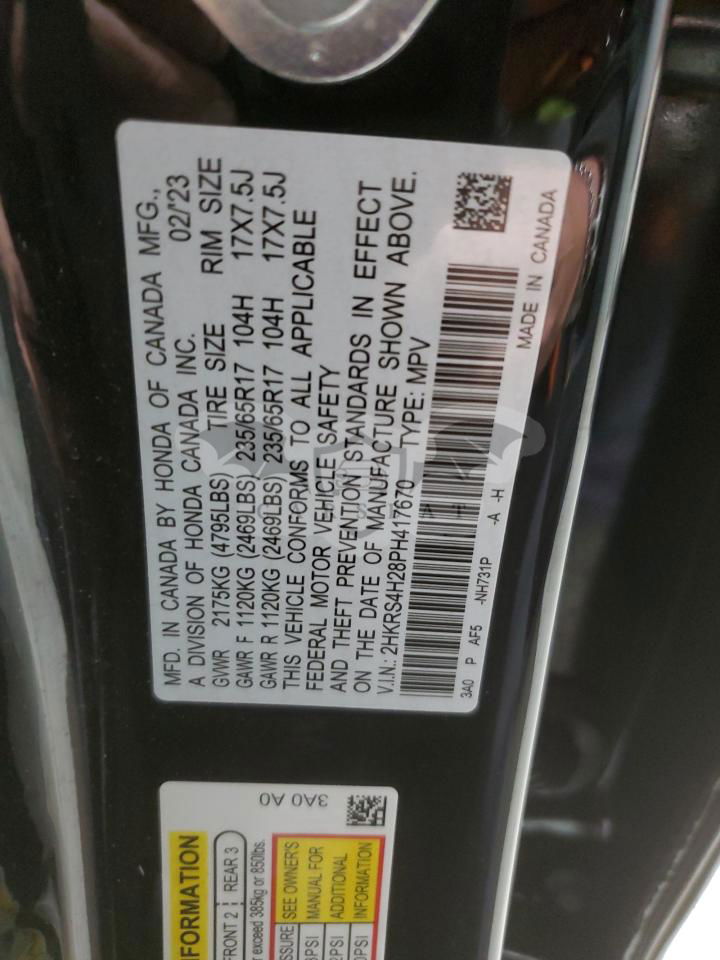 MFD. IN CANADA BY HONDA OF CANADA MFG.,
A DIVISION OF HONDA CANADA INC. 02/'23
GVWR 2175KG (4795LBS) TIRE SIZE RIM SIZE
GAWR F 1120KG (2469LBS) 235/65R17 104H 17X7.5J
GAWR R 1120KG (2469LBS) 235/65R17 104H 17X7.5J
THIS VEHICLE CONFORMS TO ALL APPLICABLE
FEDERAL MOTOR VEHICLE SAFETY
AND THEFT PREVENTION STANDARDS IN EFFECT
ON THE DATE OF MANUFACTURE SHOWN ABOVE.
V.I.N.: 2HKRS4H28PH417670 TYPE: MPV
3A0 P AF5 -NH731P -A -H
MADE IN CANADA
3A0 A0
FRONT 2 REAR 3
exceed 385kg or 850lbs.
SEE OWNER'S
MANUAL FOR
ADDITIONAL
INFORMATION